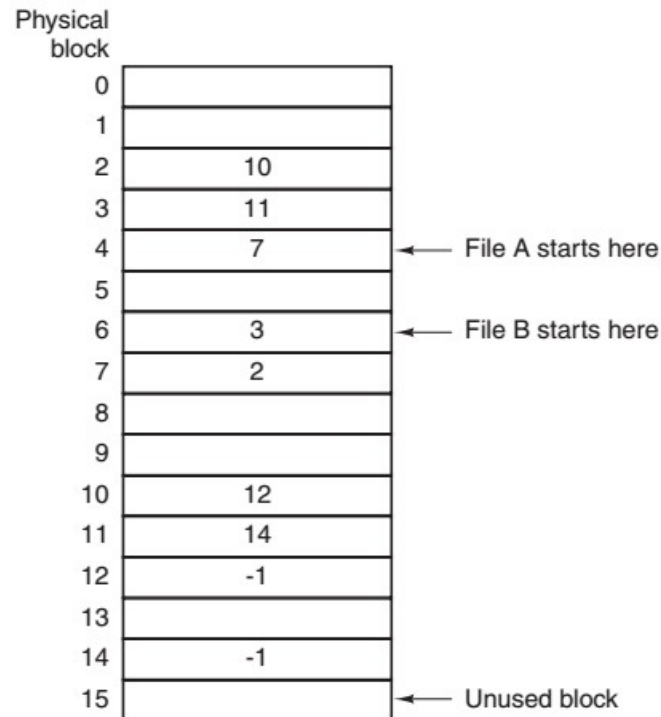 Physical
block
0
1
2 10
3 11
4 7 File A starts here
5
6 3 File B starts here
7 2
8
9
10 12
11 14
12 -1
13
14 -1
15 Unused block